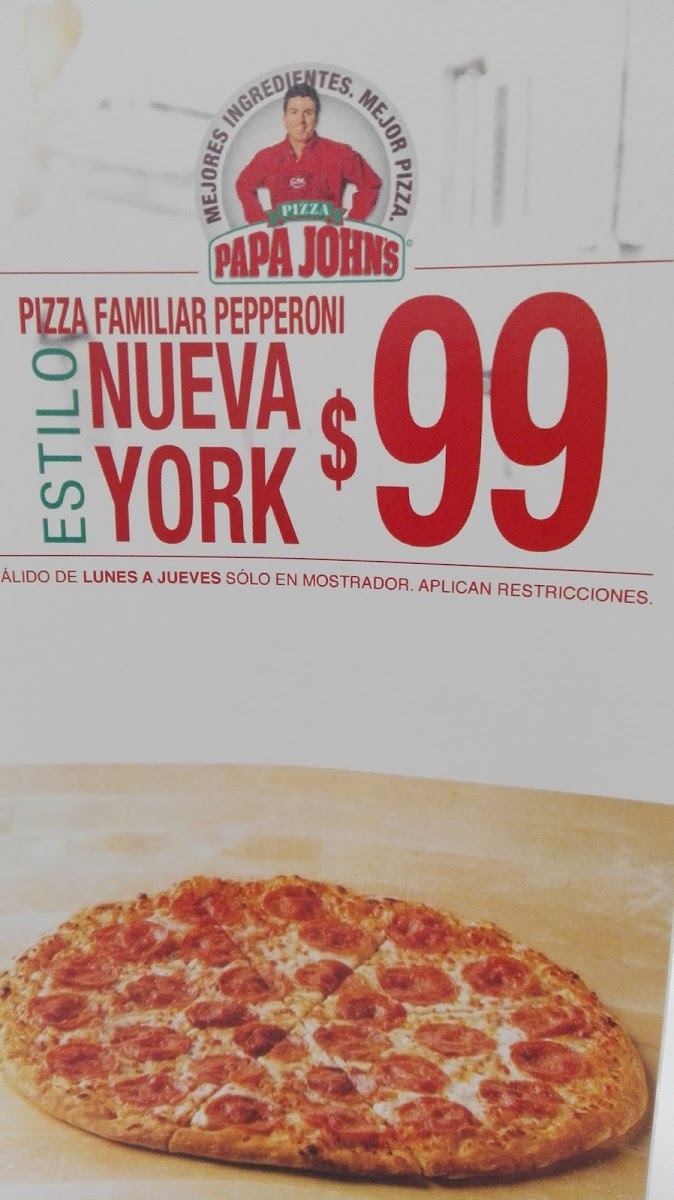 MEJORES INGREDIENTES. MEJOR PIZZA.
PIZZA
PAPA JOHN'S
PIZZA FAMILIAR PEPPERONI
ESTILO
NUEVA
YORK
$99
ÁLIDO DE LUNES A JUEVES SÓLO EN MOSTRADOR. APLICAN RESTRICCIONES.